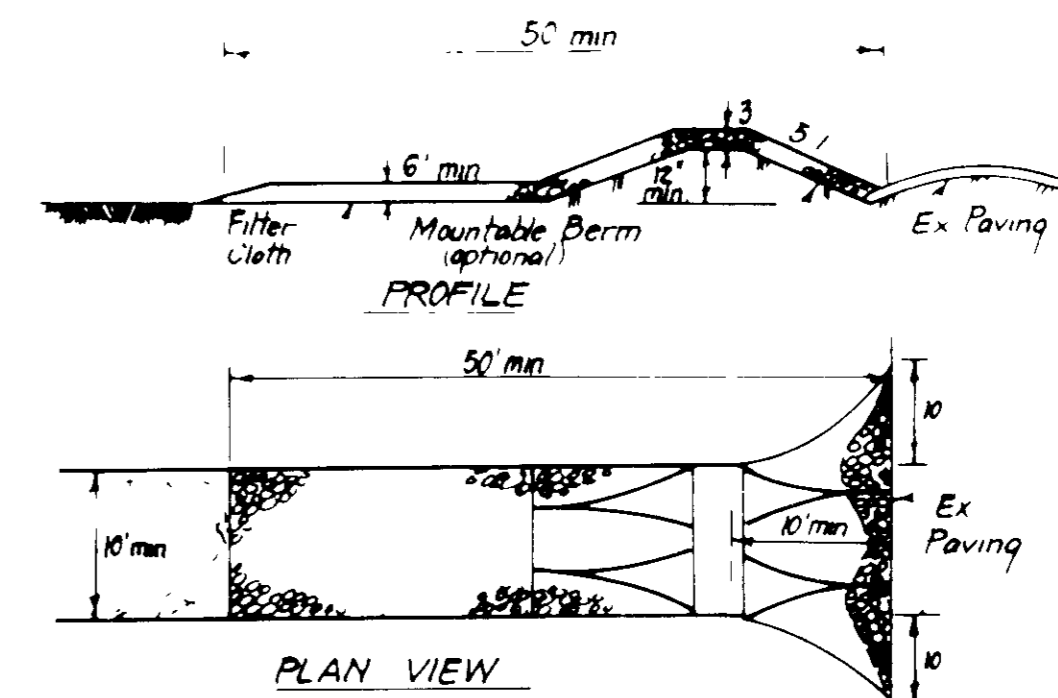 50 min
3
5 /
6' min
12"
min.
Filter
Cloth
Mountable Berm
(optional)
Ex Paving
PROFILE
50' min
10
10' min
10' min
Ex
Paving
10
PLAN VIEW